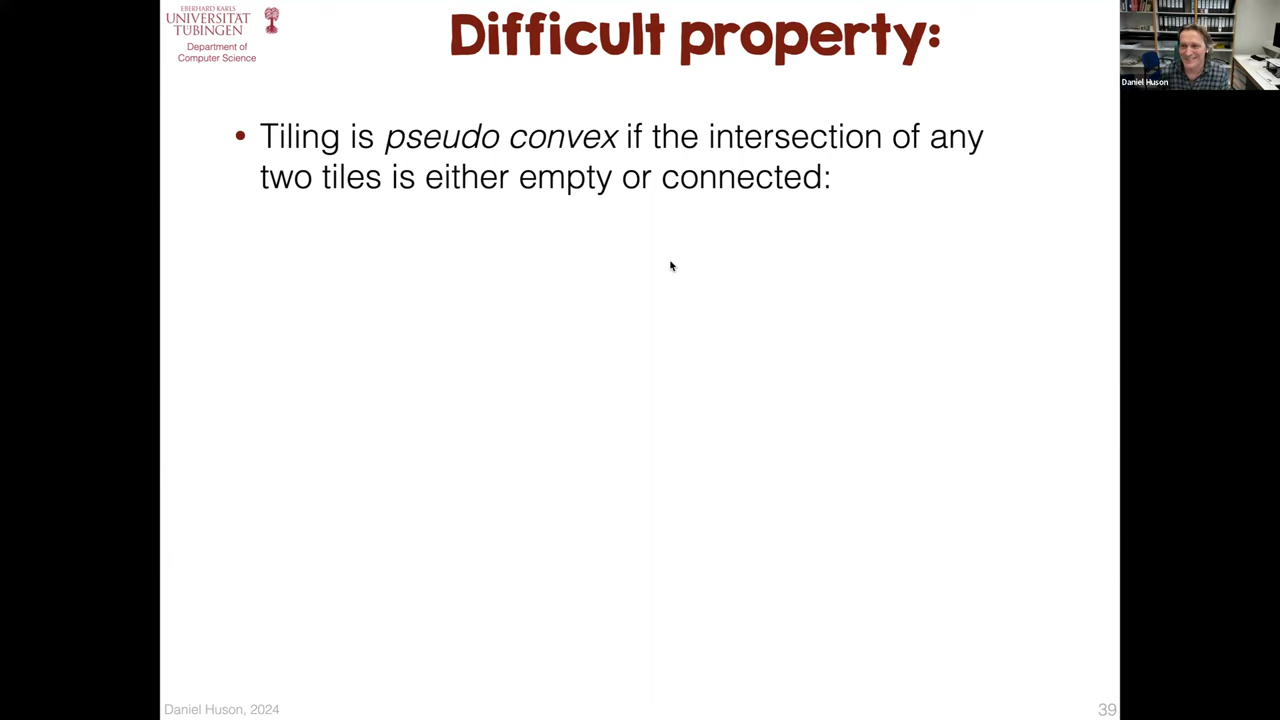 EBERHARD KARLS
UNIVERSITÄT
TÜBINGEN
Department of
Computer Science
Difficult property:
Daniel Huson
• Tiling is pseudo convex if the intersection of any
two tiles is either empty or connected:
Daniel Huson, 2024
39